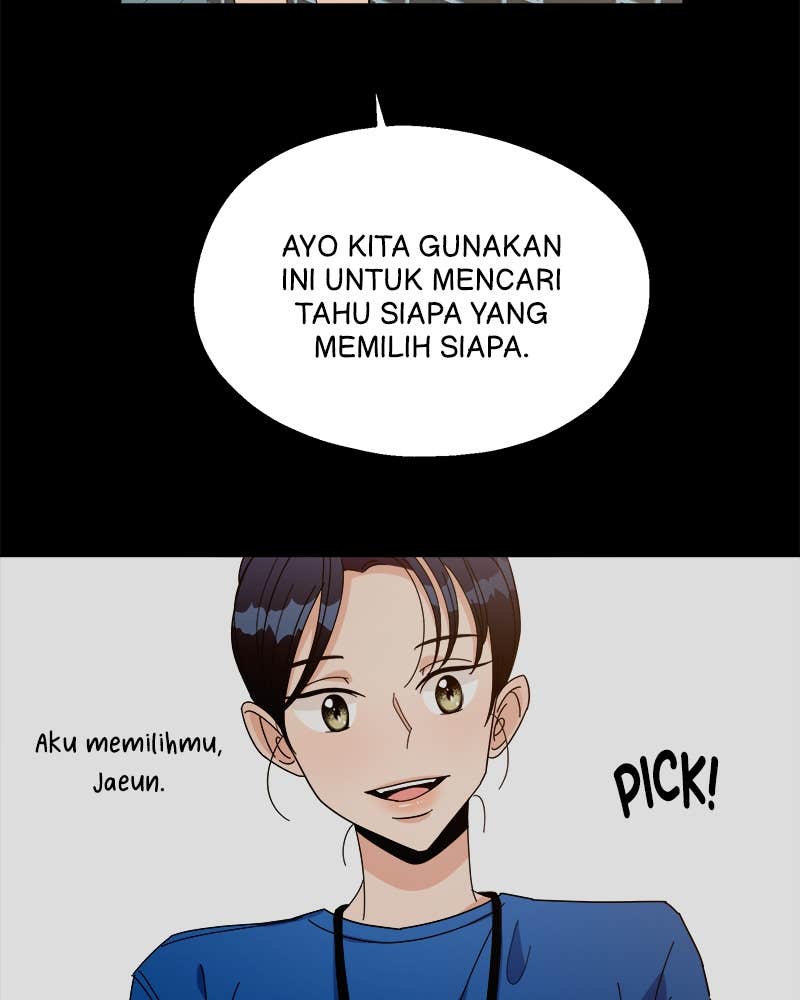 AYO KITA GUNAKAN
INI UNTUK MENCARI
TAHU SIAPA YANG
MEMILIH SIAPA.
Aku memilihmu,
Jaeun.
PICK!